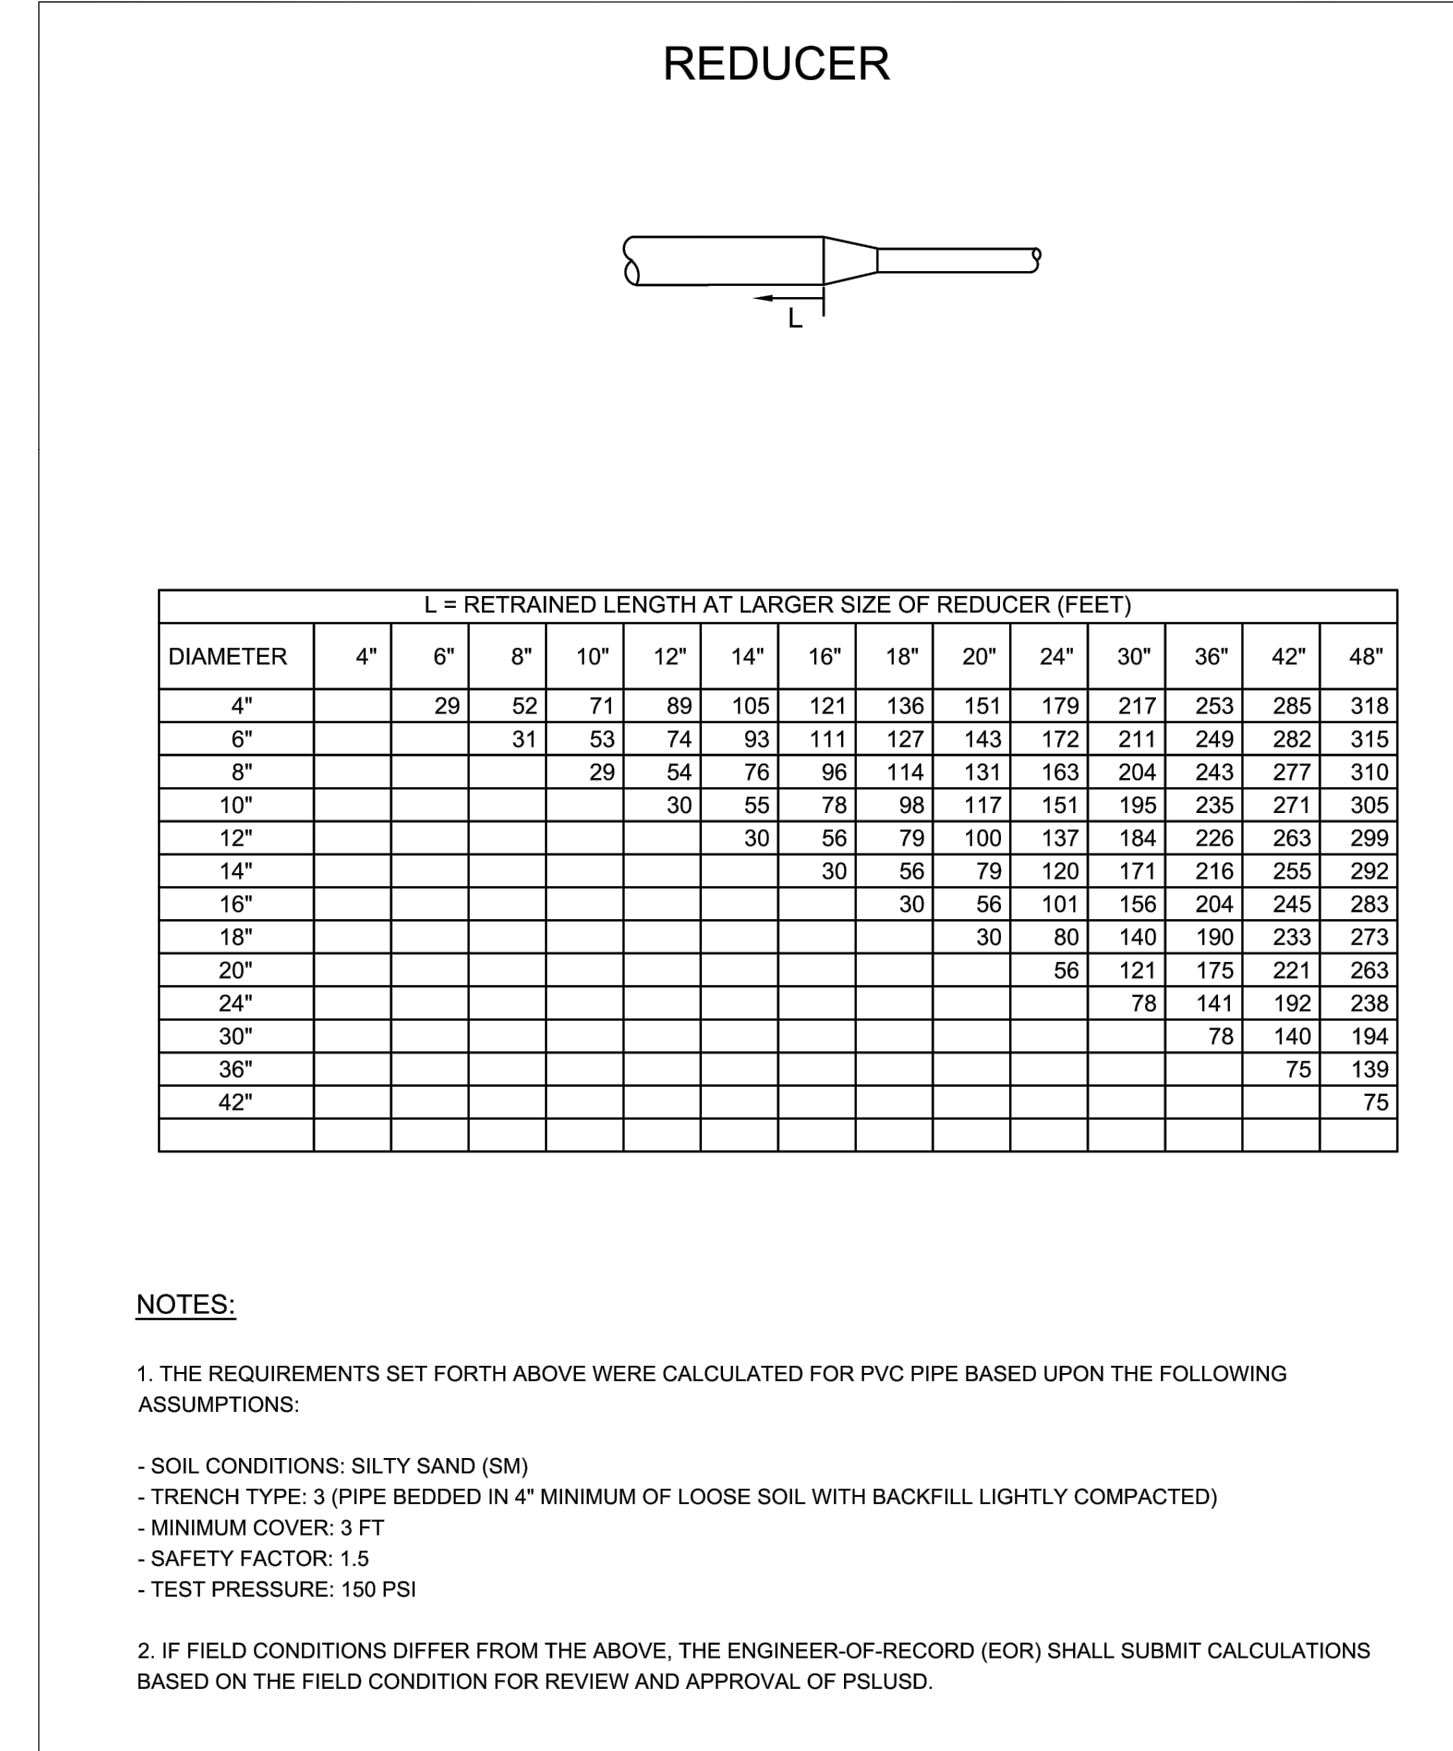 REDUCER
L
L = RETRAINED LENGTH AT LARGER SIZE OF REDUCER (FEET)
DIAMETER 4" 6" 8" 10" 12" 14" 16" 18" 20" 24" 30" 36" 42" 48"
4" 29 52 71 89 105 121 136 151 179 217 253 285 318
6" 31 53 74 93 111 127 143 172 211 249 282 315
8" 29 54 76 96 114 131 163 204 243 277 310
10" 30 55 78 98 117 151 195 235 271 305
12" 30 56 79 100 137 184 226 263 299
14" 30 56 79 120 171 216 255 292
16" 30 56 101 156 204 245 283
18" 30 80 140 190 233 273
20" 56 121 175 221 263
24" 78 141 192 238
30" 78 140 194
36" 75 139
42" 75
NOTES:
1. THE REQUIREMENTS SET FORTH ABOVE WERE CALCULATED FOR PVC PIPE BASED UPON THE FOLLOWING
ASSUMPTIONS:
- SOIL CONDITIONS: SILTY SAND (SM)
- TRENCH TYPE: 3 (PIPE BEDDED IN 4" MINIMUM OF LOOSE SOIL WITH BACKFILL LIGHTLY COMPACTED)
- MINIMUM COVER: 3 FT
- SAFETY FACTOR: 1.5
- TEST PRESSURE: 150 PSI
2. IF FIELD CONDITIONS DIFFER FROM THE ABOVE, THE ENGINEER-OF-RECORD (EOR) SHALL SUBMIT CALCULATIONS
BASED ON THE FIELD CONDITION FOR REVIEW AND APPROVAL OF PSLUSD.